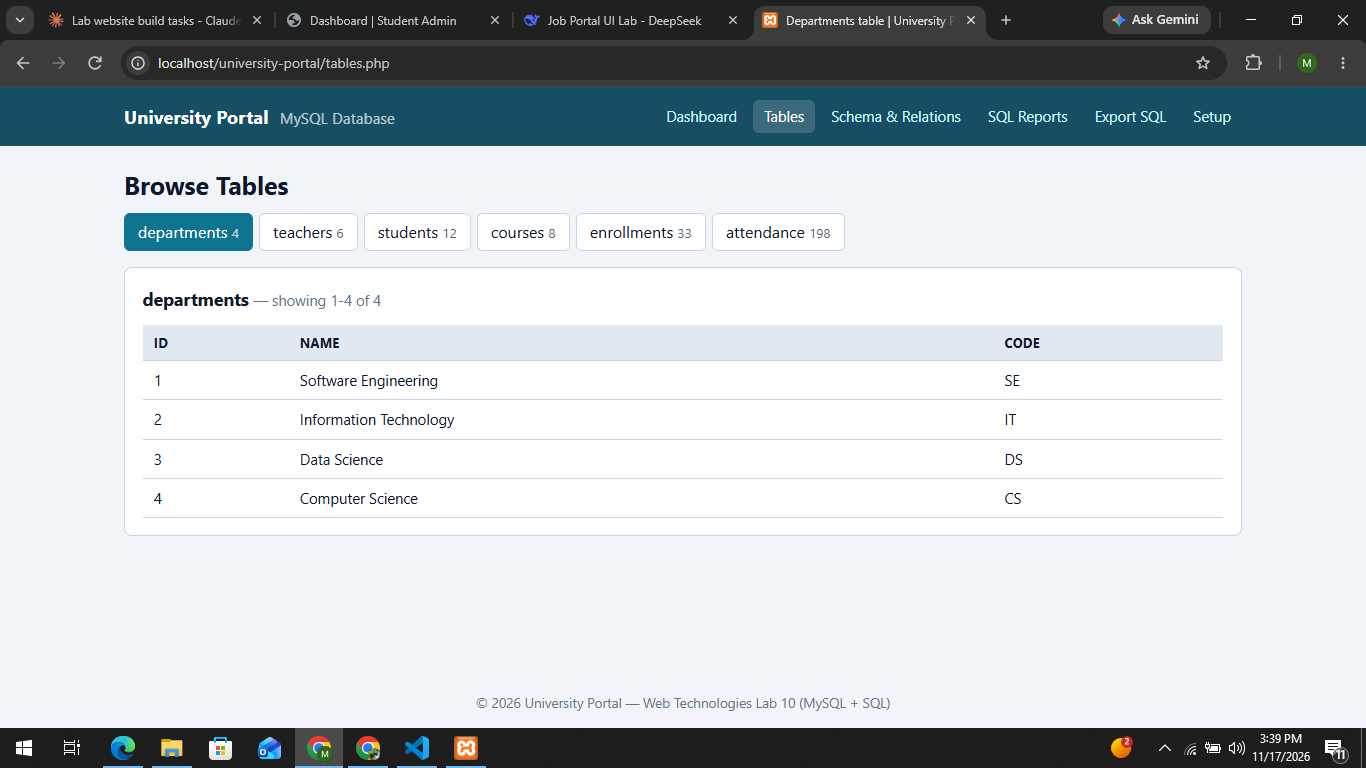 Lab website build tasks - Claude
Dashboard | Student Admin
Job Portal UI Lab - DeepSeek
Departments table | University P
Ask Gemini
localhost/university-portal/tables.php
M
University Portal MySQL Database
Dashboard Tables Schema & Relations SQL Reports Export SQL Setup
Browse Tables
departments 4 teachers 6 students 12 courses 8 enrollments 33 attendance 198
departments — showing 1-4 of 4
ID NAME CODE
1 Software Engineering SE
2 Information Technology IT
3 Data Science DS
4 Computer Science CS
© 2026 University Portal — Web Technologies Lab 10 (MySQL + SQL)
M
2
3:39 PM
11/17/2026
11